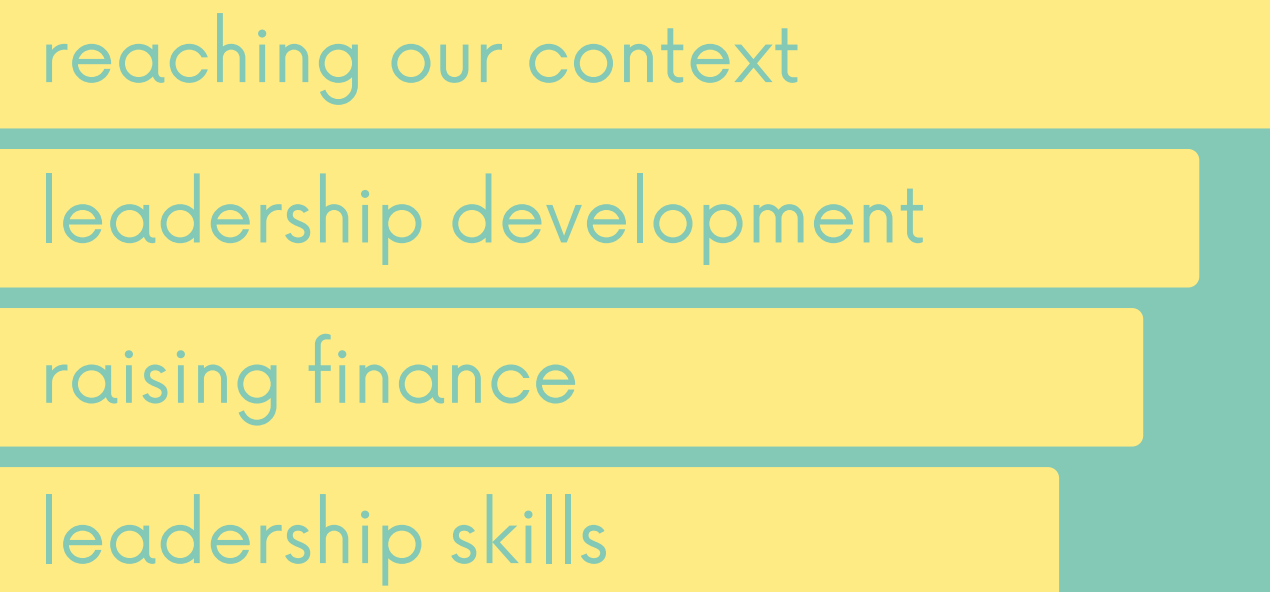 reaching our context
leadership development
raising finance
leadership skills